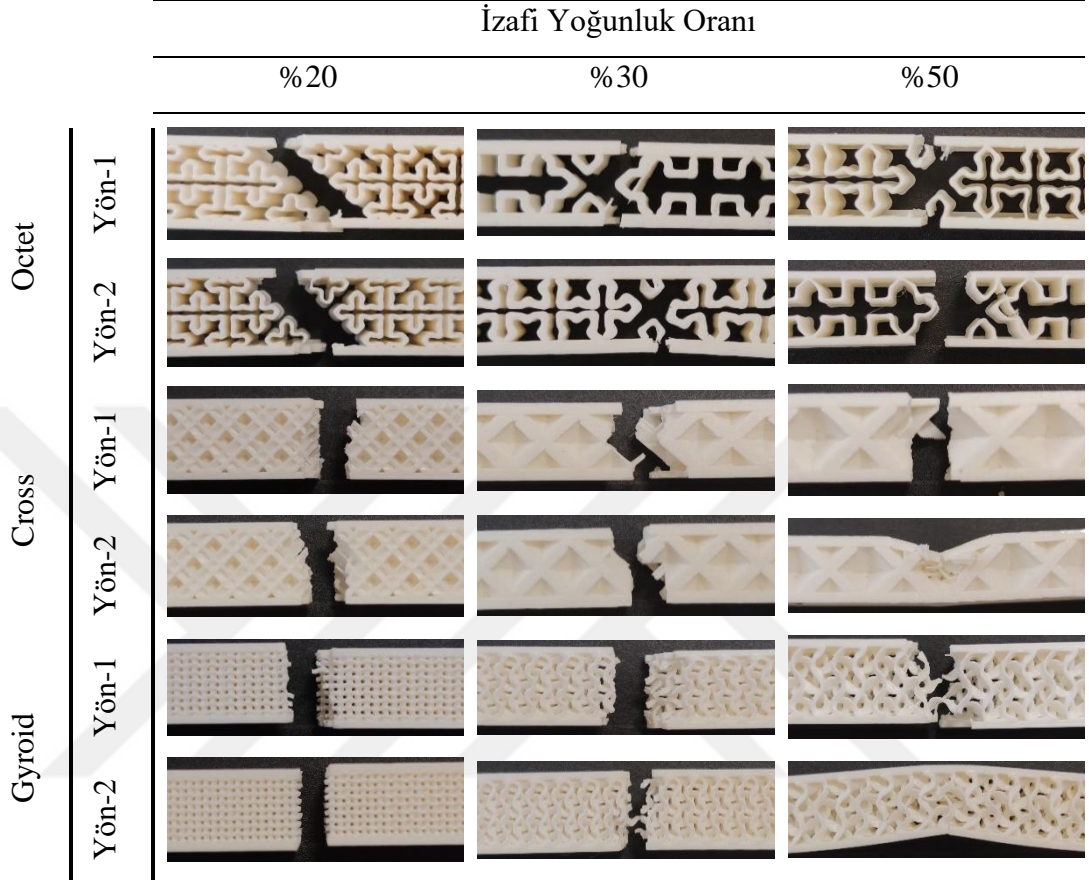 İzafi Yoğunluk Oranı
%20 %30 %50
Octet
Yön-1
Yön-2
Cross
Yön-1
Yön-2
Gyroid
Yön-1
Yön-2